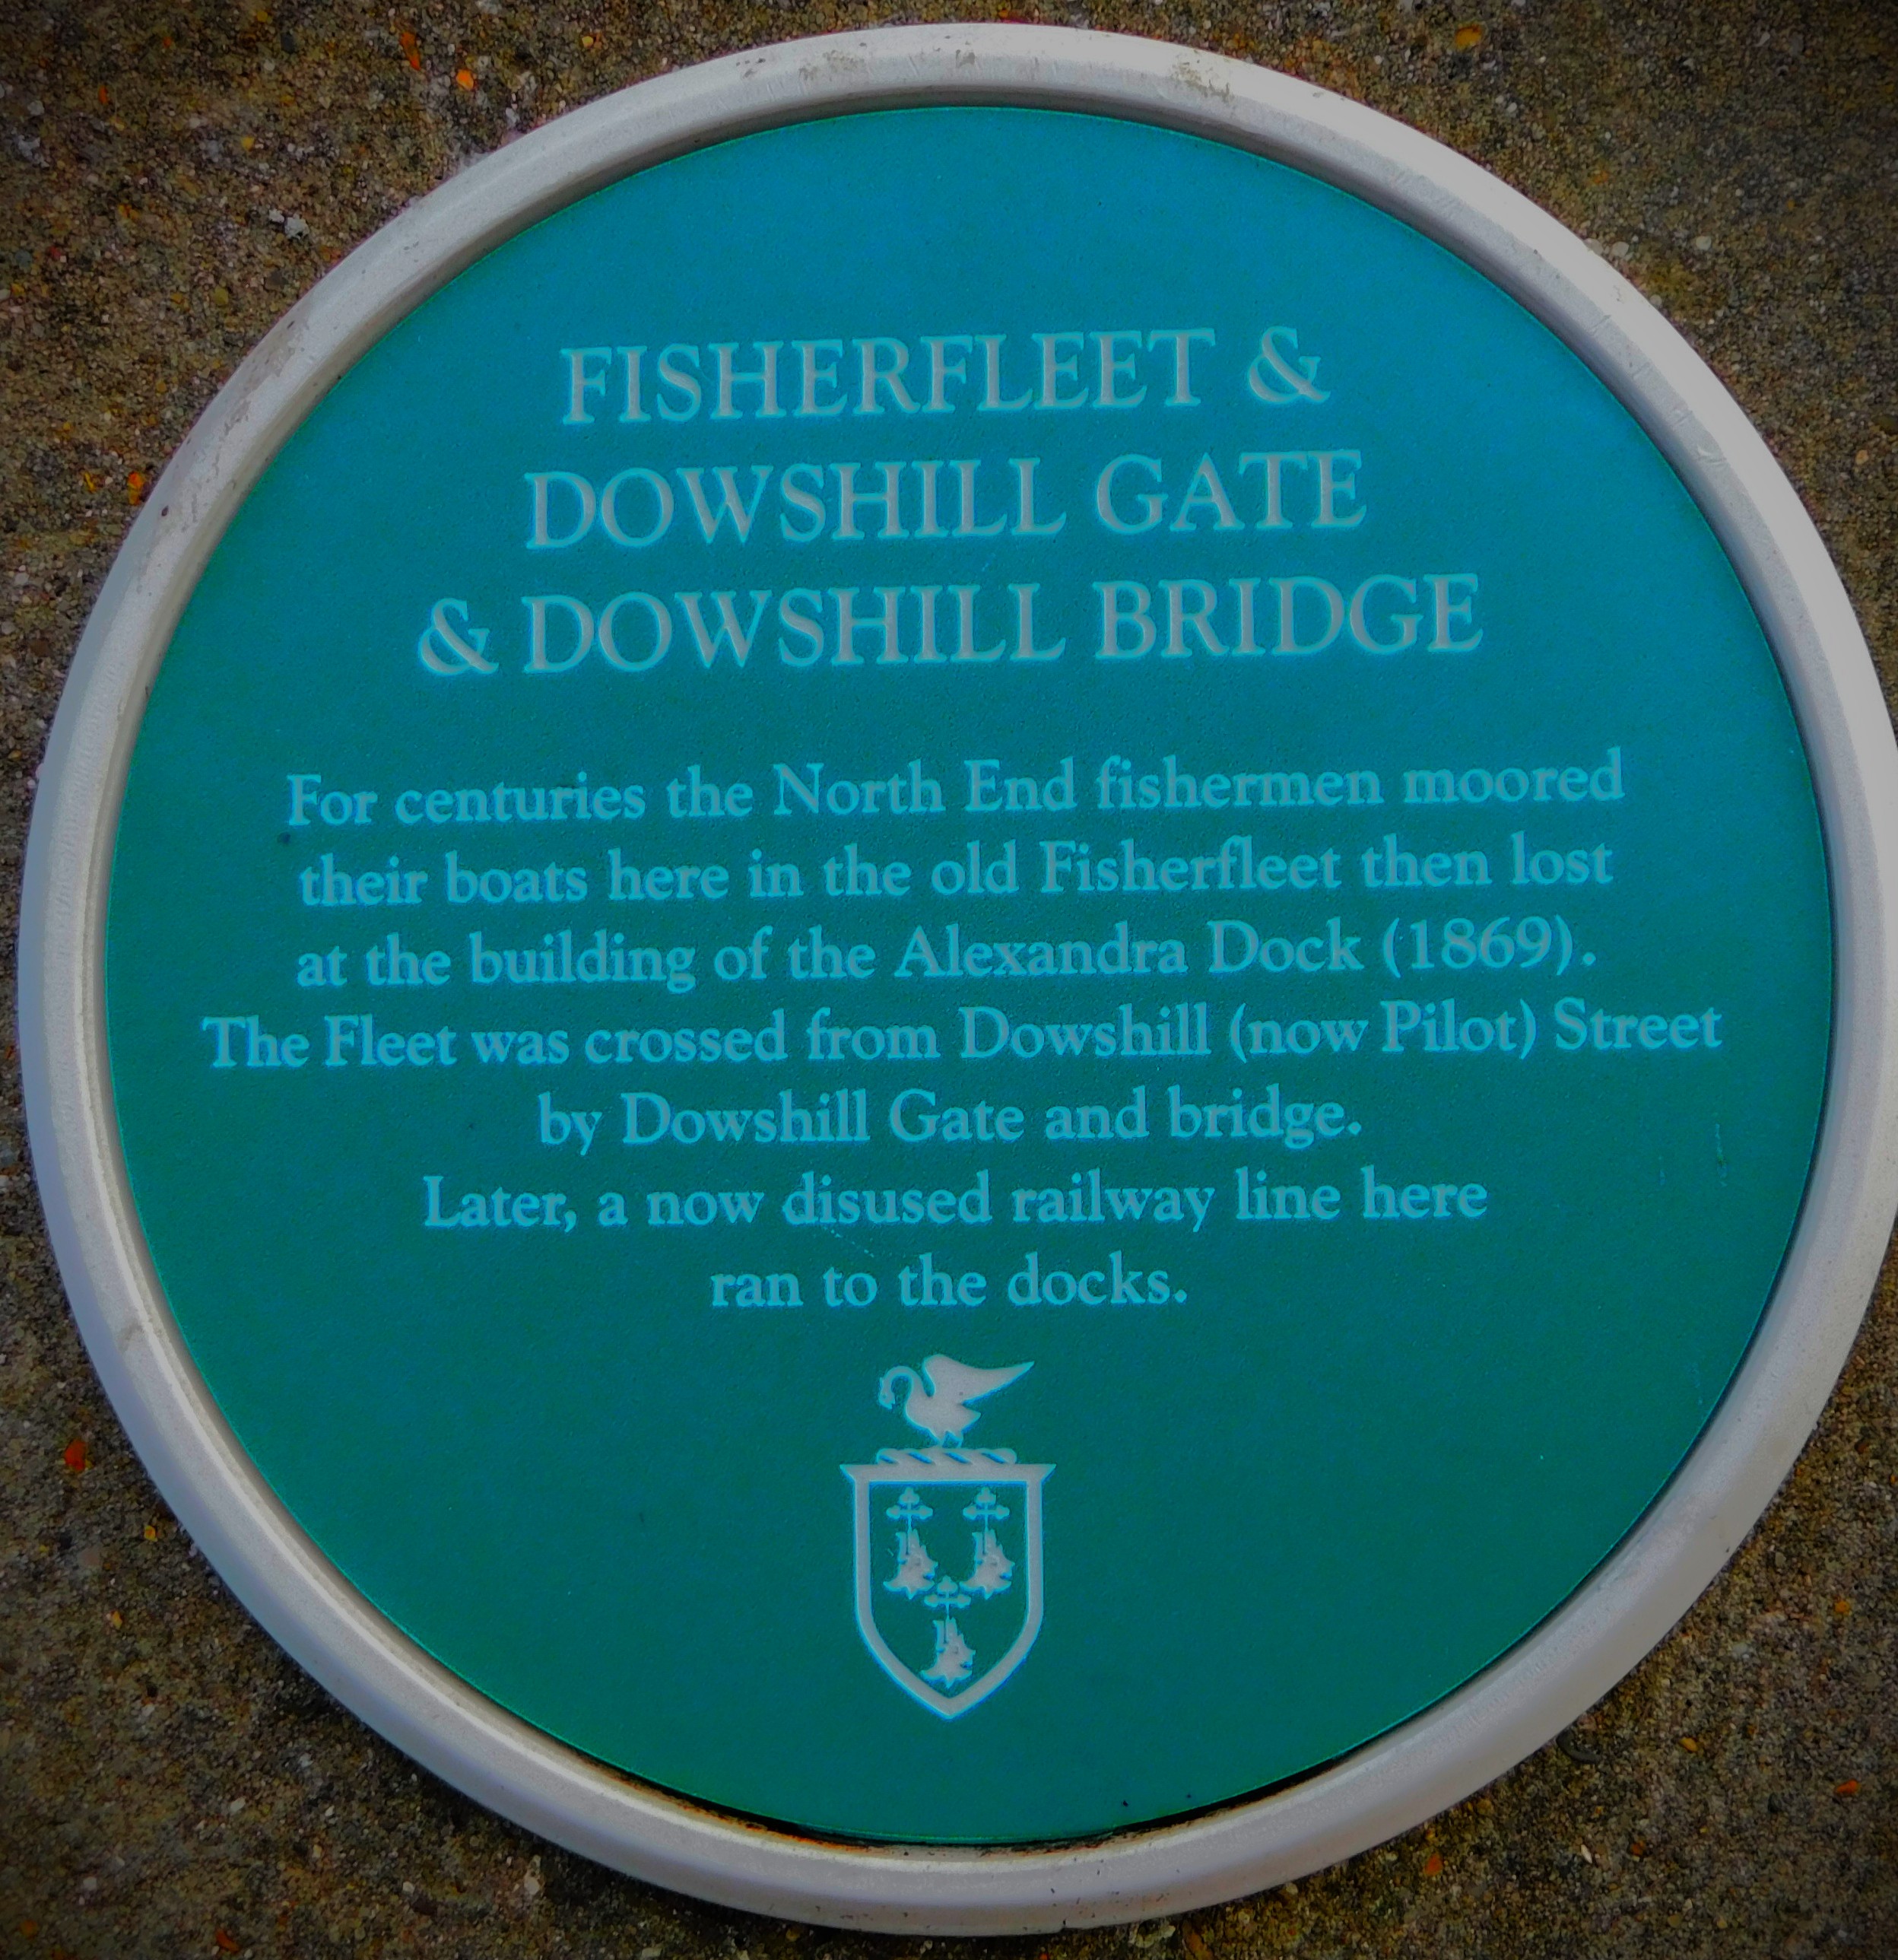 FISHERFLEET &
DOWSHILL GATE
& DOWSHILL BRIDGE
For centuries the North End fishermen moored
their boats here in the old Fisherfleet then lost
at the building of the Alexandra Dock (1869).
The Fleet was crossed from Dowshill (now Pilot) Street
by Dowshill Gate and bridge.
Later, a now disused railway line here
ran to the docks.